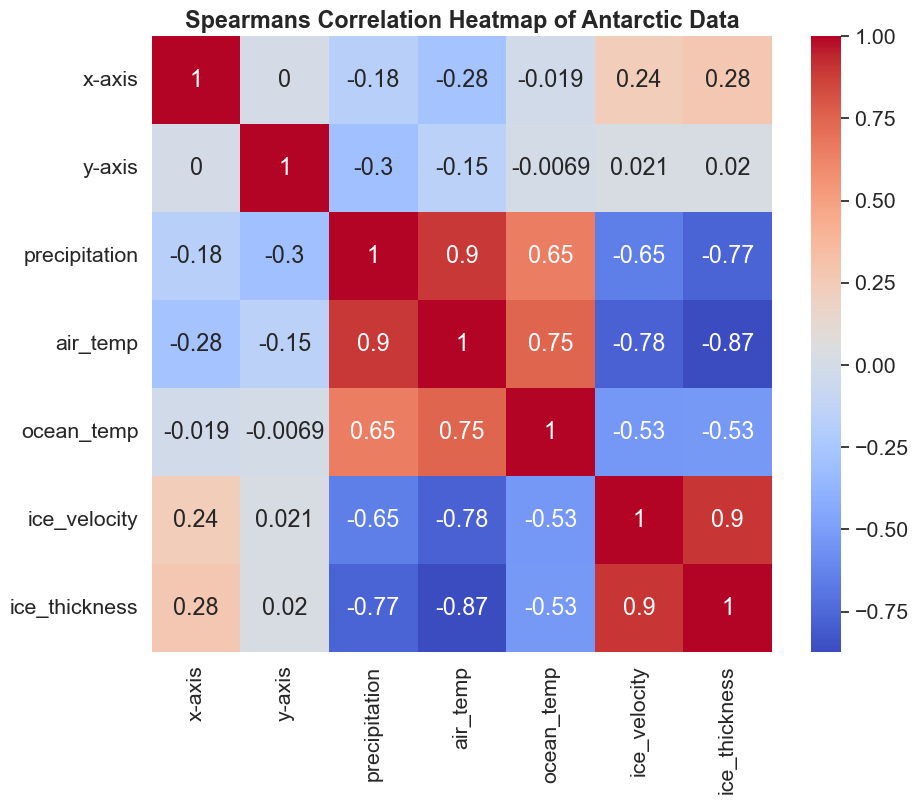 Spearmans Correlation Heatmap of Antarctic Data
x-axis 1 0 -0.18 -0.28 -0.019 0.24 0.28
y-axis 0 1 -0.3 -0.15 -0.0069 0.021 0.02
precipitation -0.18 -0.3 1 0.9 0.65 -0.65 -0.77
air_temp -0.28 -0.15 0.9 1 0.75 -0.78 -0.87
ocean_temp -0.019 -0.0069 0.65 0.75 1 -0.53 -0.53
ice_velocity 0.24 0.021 -0.65 -0.78 -0.53 1 0.9
ice_thickness 0.28 0.02 -0.77 -0.87 -0.53 0.9 1
x-axis
y-axis
precipitation
air_temp
ocean_temp
ice_velocity
ice_thickness
1.00
0.75
0.50
0.25
0.00
−0.25
−0.50
−0.75